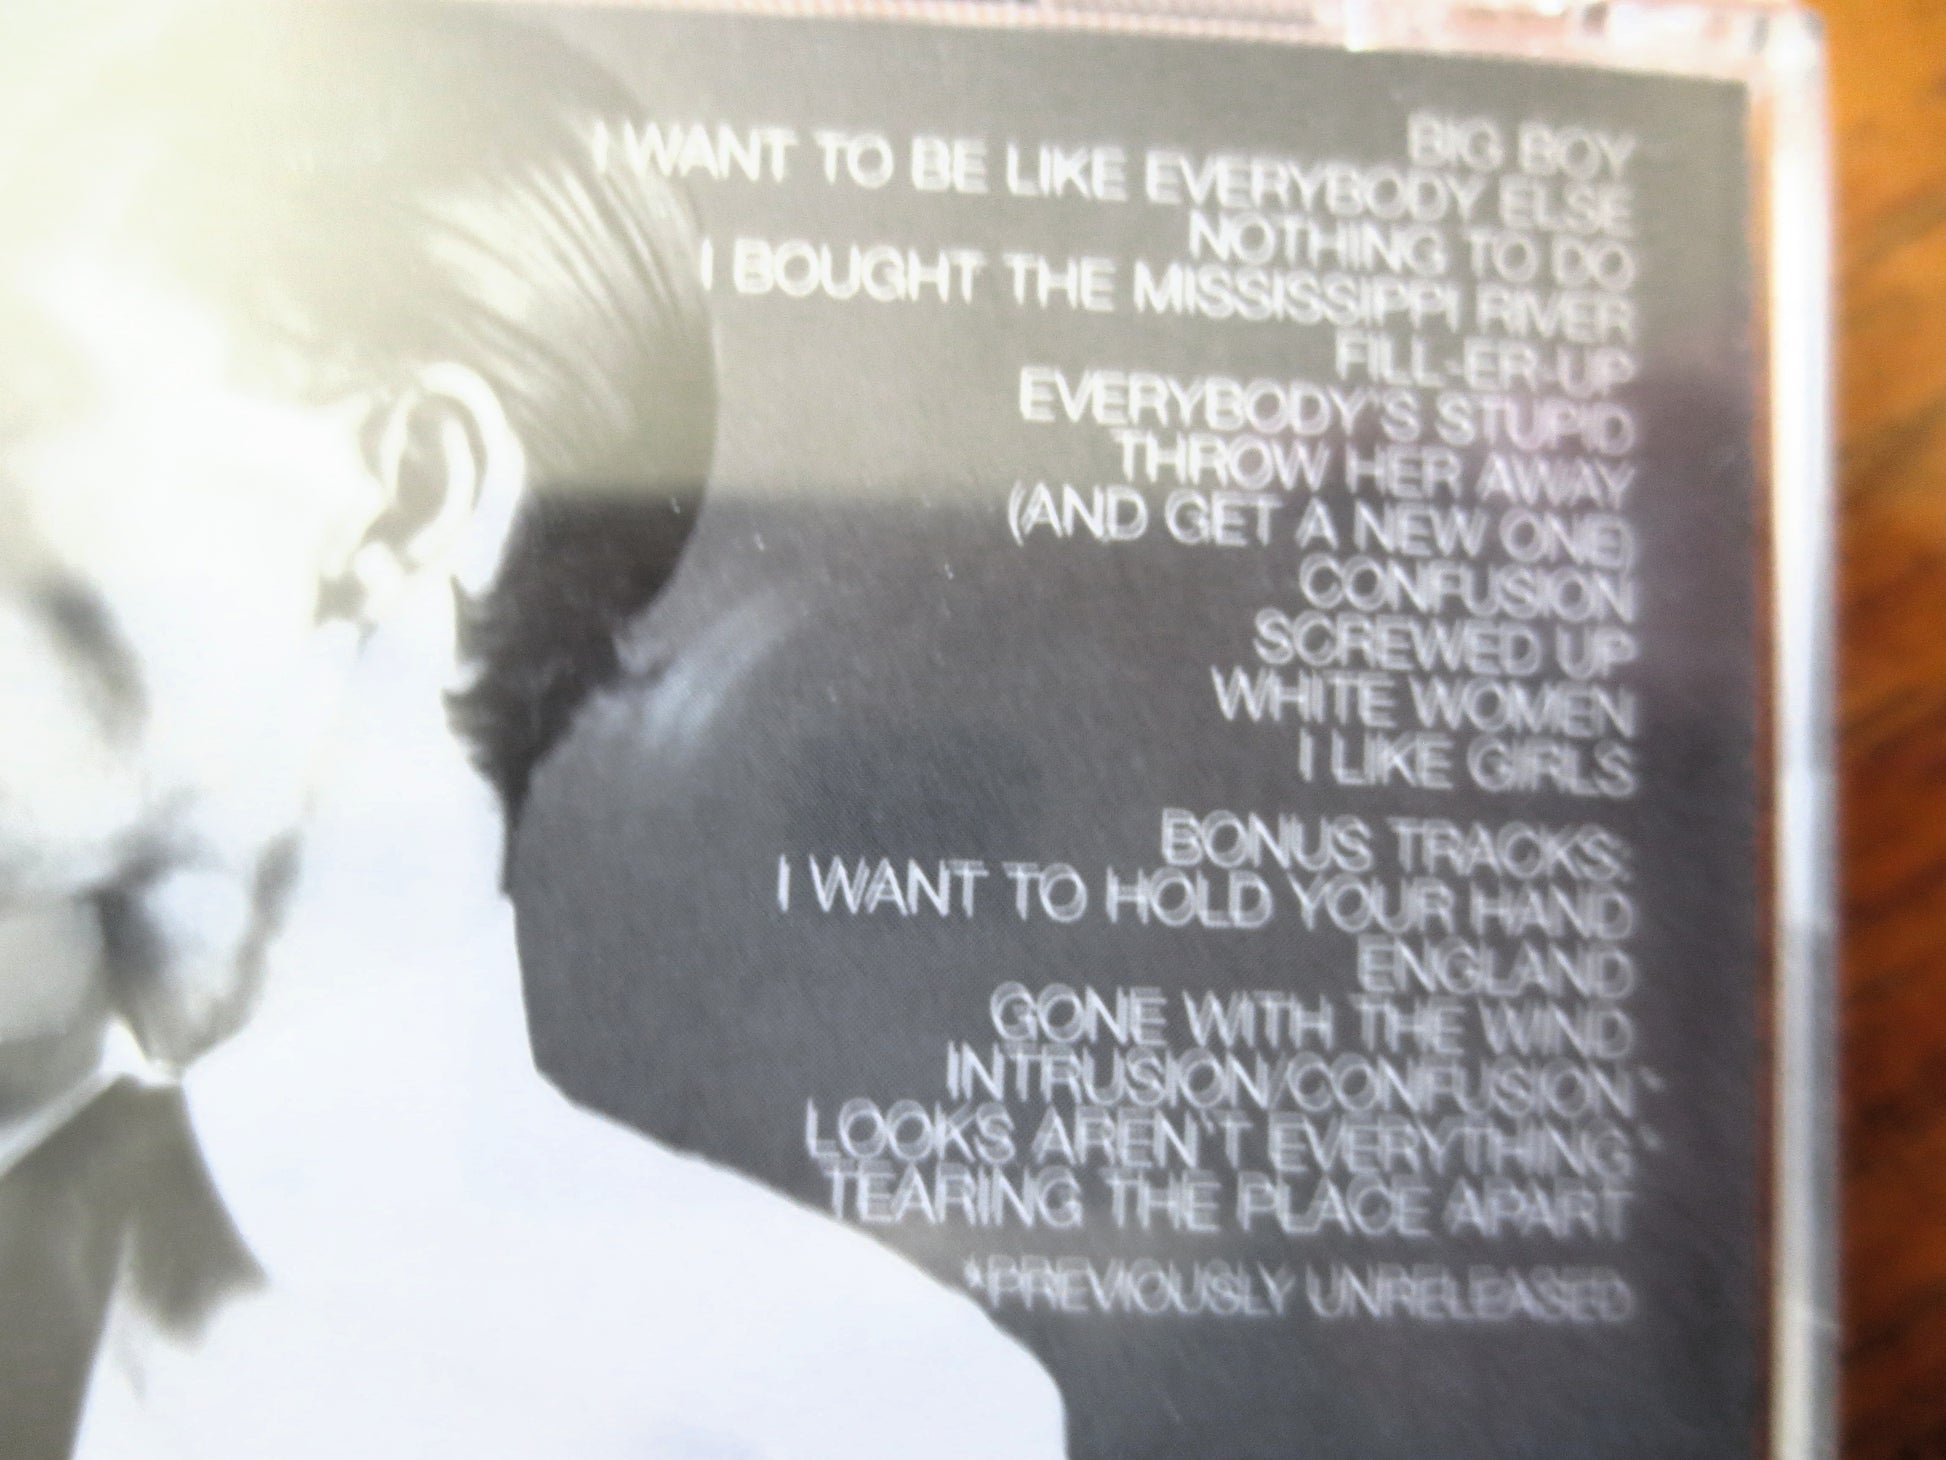 BIG BOY
I WANT TO BE LIKE EVERYBODY ELSE
NOTHING TO DO
I BOUGHT THE MISSISSIPPI RIVER
FILL-ER-UP
EVERYBODY'S STUPID
THROW HER AWAY
(AND GET A NEW ONE)
CONFUSION
SCREWED UP
WHITE WOMEN
I LIKE GIRLS
BONUS TRACKS:
I WANT TO HOLD YOUR HAND
ENGLAND
GONE WITH THE WIND
INTRUSION/CONFUSION*
LOOKS AREN'T EVERYTHING*
TEARING THE PLACE APART
*PREVIOUSLY UNRELEASED